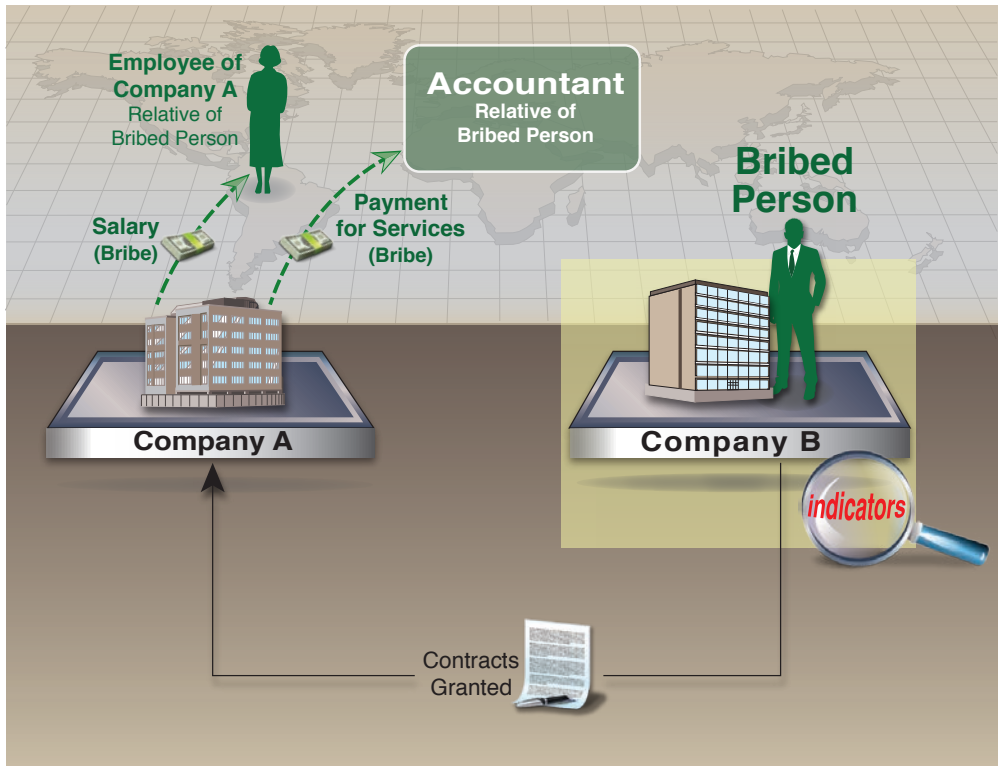 Employee of
Company A
Relative of
Bribed Person
Accountant
Relative of
Bribed Person
Bribed
Person
Salary
(Bribe)
Payment
for Services
(Bribe)
Company A
Company B
indicators
Contracts
Granted